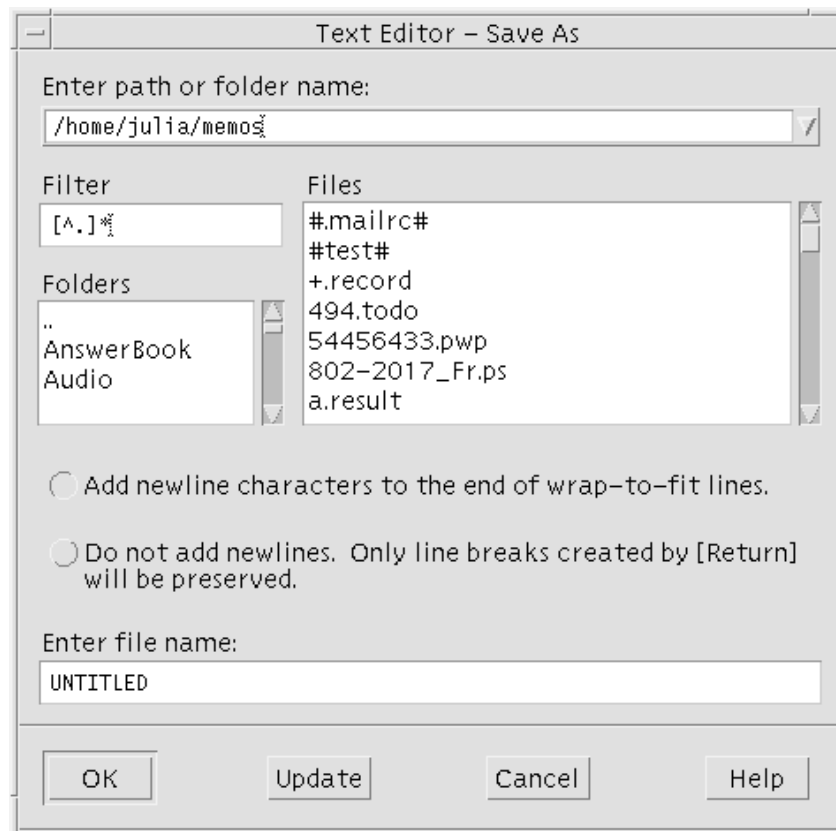 Text Editor – Save As
Enter path or folder name:
/home/julia/memos
Filter
[^.]*
Files
#.mailrc#
#test#
+.record
494.todo
54456433.pwp
802–2017_Fr.ps
a.result
Folders
..
AnswerBook
Audio
Add newline characters to the end of wrap–to–fit lines.
Do not add newlines. Only line breaks created by [Return]
will be preserved.
Enter file name:
UNTITLED
OK Update Cancel Help